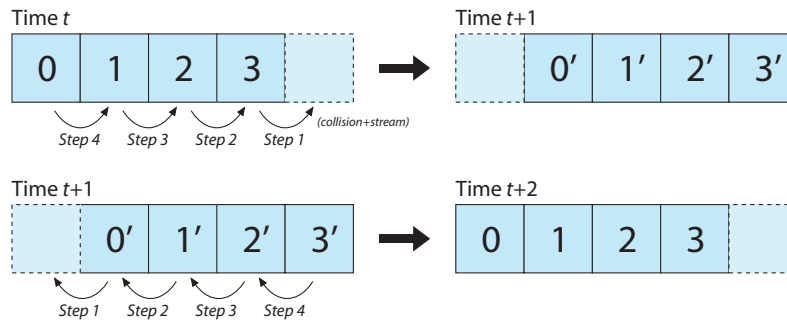 Time t
Time t+1
0 1 2 3
0′ 1′ 2′ 3′
Step 4 Step 3 Step 2 Step 1
(collision+stream)
Time t+1
Time t+2
0′ 1′ 2′ 3′
0 1 2 3
Step 1 Step 2 Step 3 Step 4